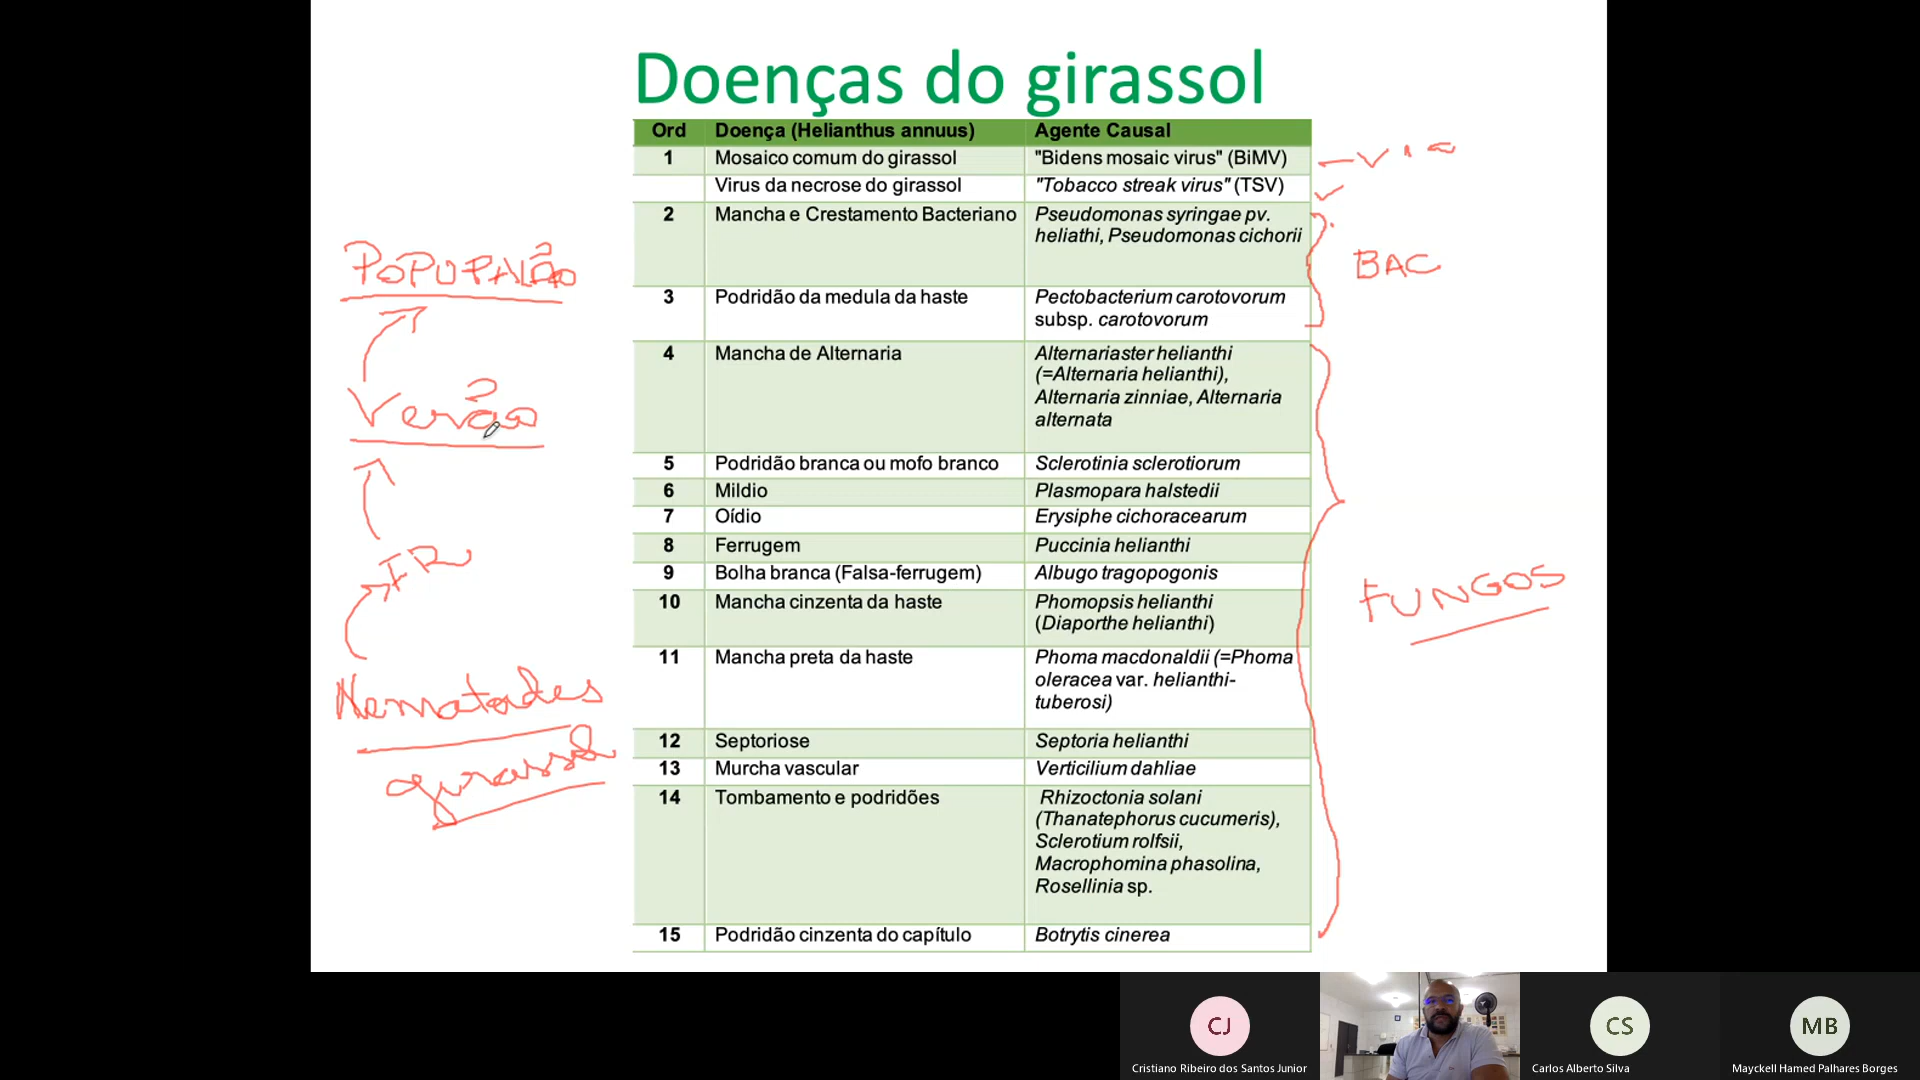 Doenças do girassol
Ord Doença (Helianthus annuus) Agente Causal
1 Mosaico comum do girassol "Bidens mosaic virus" (BiMV)
Virus da necrose do girassol "Tobacco streak virus" (TSV)
2 Mancha e Crestamento Bacteriano Pseudomonas syringae pv.
heliathi, Pseudomonas cichorii
3 Podridão da medula da haste Pectobacterium carotovorum
subsp. carotovorum
4 Mancha de Alternaria Alternariaster helianthi
(=Alternaria helianthi),
Alternaria zinniae, Alternaria
alternata
5 Podridão branca ou mofo branco Sclerotinia sclerotiorum
6 Mildio Plasmopara halstedii
7 Oídio Erysiphe cichoracearum
8 Ferrugem Puccinia helianthi
9 Bolha branca (Falsa-ferrugem) Albugo tragopogonis
10 Mancha cinzenta da haste Phomopsis helianthi
(Diaporthe helianthi)
11 Mancha preta da haste Phoma macdonaldii (=Phoma
oleracea var. helianthi-
tuberosi)
12 Septoriose Septoria helianthi
13 Murcha vascular Verticilium dahliae
14 Tombamento e podridões Rhizoctonia solani
(Thanatephorus cucumeris),
Sclerotium rolfsii,
Macrophomina phasolina,
Rosellinia sp.
15 Podridão cinzenta do capítulo Botrytis cinerea
BAC
FUNGOS
Verão
FR
Nematodes
girassol
CJ
Cristiano Ribeiro dos Santos Junior
CS
Carlos Alberto Silva
MB
Mayckell Hamed Palhares Borges